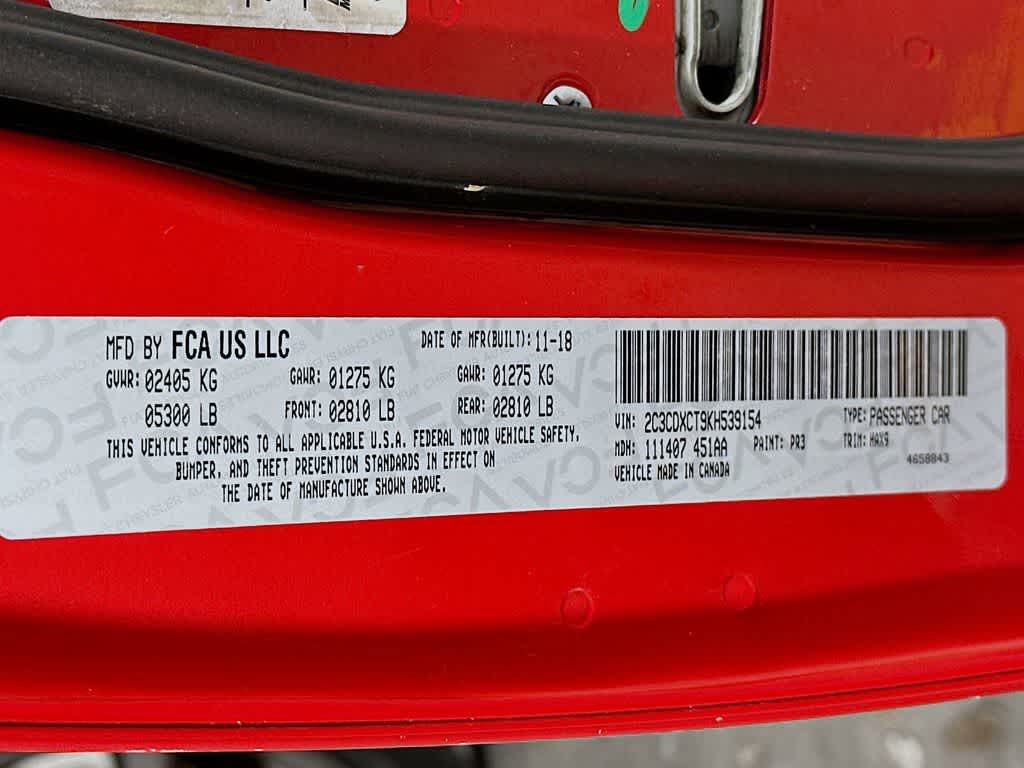 MFD BY FCA US LLC
DATE OF MFR(BUILT): 11-18
GVWR: 02405 KG
GAWR: 01275 KG
GAWR: 01275 KG
05300 LB
FRONT: 02810 LB
REAR: 02810 LB
THIS VEHICLE CONFORMS TO ALL APPLICABLE U.S.A. FEDERAL MOTOR VEHICLE SAFETY,
BUMPER, AND THEFT PREVENTION STANDARDS IN EFFECT ON
THE DATE OF MANUFACTURE SHOWN ABOVE.
VIN: 2C3CDXCT9KH539154
TYPE: PASSENGER CAR
MDH: 111407 451AA
PAINT: PR3
TRIM: HAX9
VEHICLE MADE IN CANADA
4658843